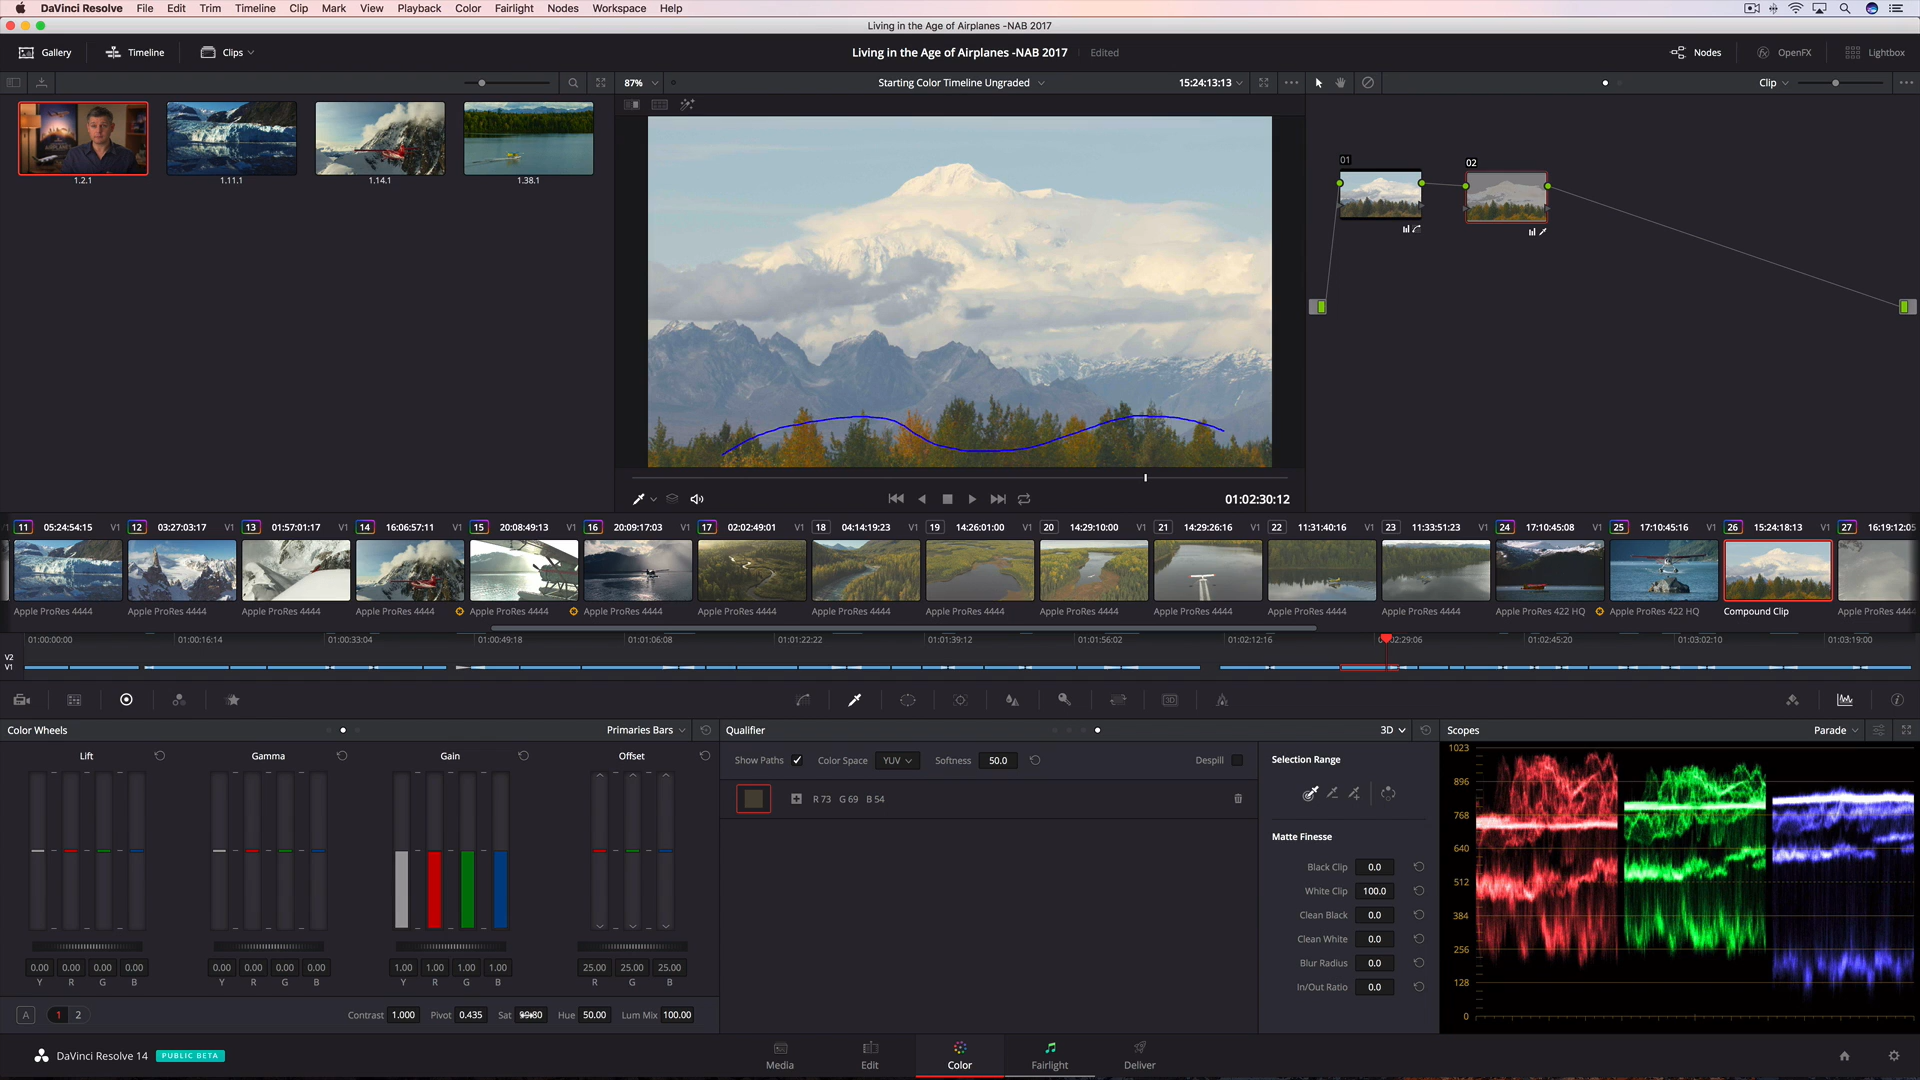 DaVinci Resolve File Edit Trim Timeline Clip Mark View Playback Color Fairlight Nodes Workspace Help
Living in the Age of Airplanes -NAB 2017
Gallery Timeline Clips Living in the Age of Airplanes -NAB 2017 Edited Nodes OpenFX Lightbox
87% Starting Color Timeline Ungraded 15:24:13:13 Clip
1.2.1 1.11.1 1.14.1 1.38.1
01 02
01:02:30:12
11 05:24:54:15 V1 12 03:27:03:17 V1 13 01:57:01:17 V1 14 16:06:57:11 V1 15 20:08:49:13 V1 16 20:09:17:03 V1 17 02:02:49:01 V1 18 04:14:19:23 V1 19 14:26:01:00 V1 20 14:29:10:00 V1 21 14:29:26:16 V1 22 11:31:40:16 V1 23 11:33:51:23 V1 24 17:10:45:08 V1 25 17:10:45:16 V1 26 15:24:18:13 V1 27 16:19:12:05
Apple ProRes 4444 Apple ProRes 4444 Apple ProRes 4444 Apple ProRes 4444 Apple ProRes 4444 Apple ProRes 4444 Apple ProRes 4444 Apple ProRes 4444 Apple ProRes 4444 Apple ProRes 4444 Apple ProRes 4444 Apple ProRes 4444 Apple ProRes 4444 Apple ProRes 422 HQ Apple ProRes 422 HQ Compound Clip Apple ProRes 4444
01:00:00:00 01:00:16:14 01:00:33:04 01:00:49:18 01:01:06:08 01:01:22:22 01:01:39:12 01:01:56:02 01:02:12:16 01:02:29:06 01:02:45:20 01:03:02:10 01:03:19:00
V2
V1
Color Wheels Primaries Bars Qualifier 3D Scopes Parade
Lift Gamma Gain Offset
Show Paths Color Space YUV Softness 50.0 Despill
R 73 G 69 B 54
Selection Range
Matte Finesse
Black Clip 0.0
White Clip 100.0
Clean Black 0.0
Clean White 0.0
Blur Radius 0.0
In/Out Ratio 0.0
1023
896
768
640
512
384
256
128
0
0.00 0.00 0.00 0.00 0.00 0.00 0.00 0.00 1.00 1.00 1.00 1.00 25.00 25.00 25.00
Y R G B Y R G B Y R G B R G B
A 1 2 Contrast 1.000 Pivot 0.435 Sat Hue 50.00 Lum Mix 100.00
DaVinci Resolve 14 PUBLIC BETA Media Edit Color Fairlight Deliver